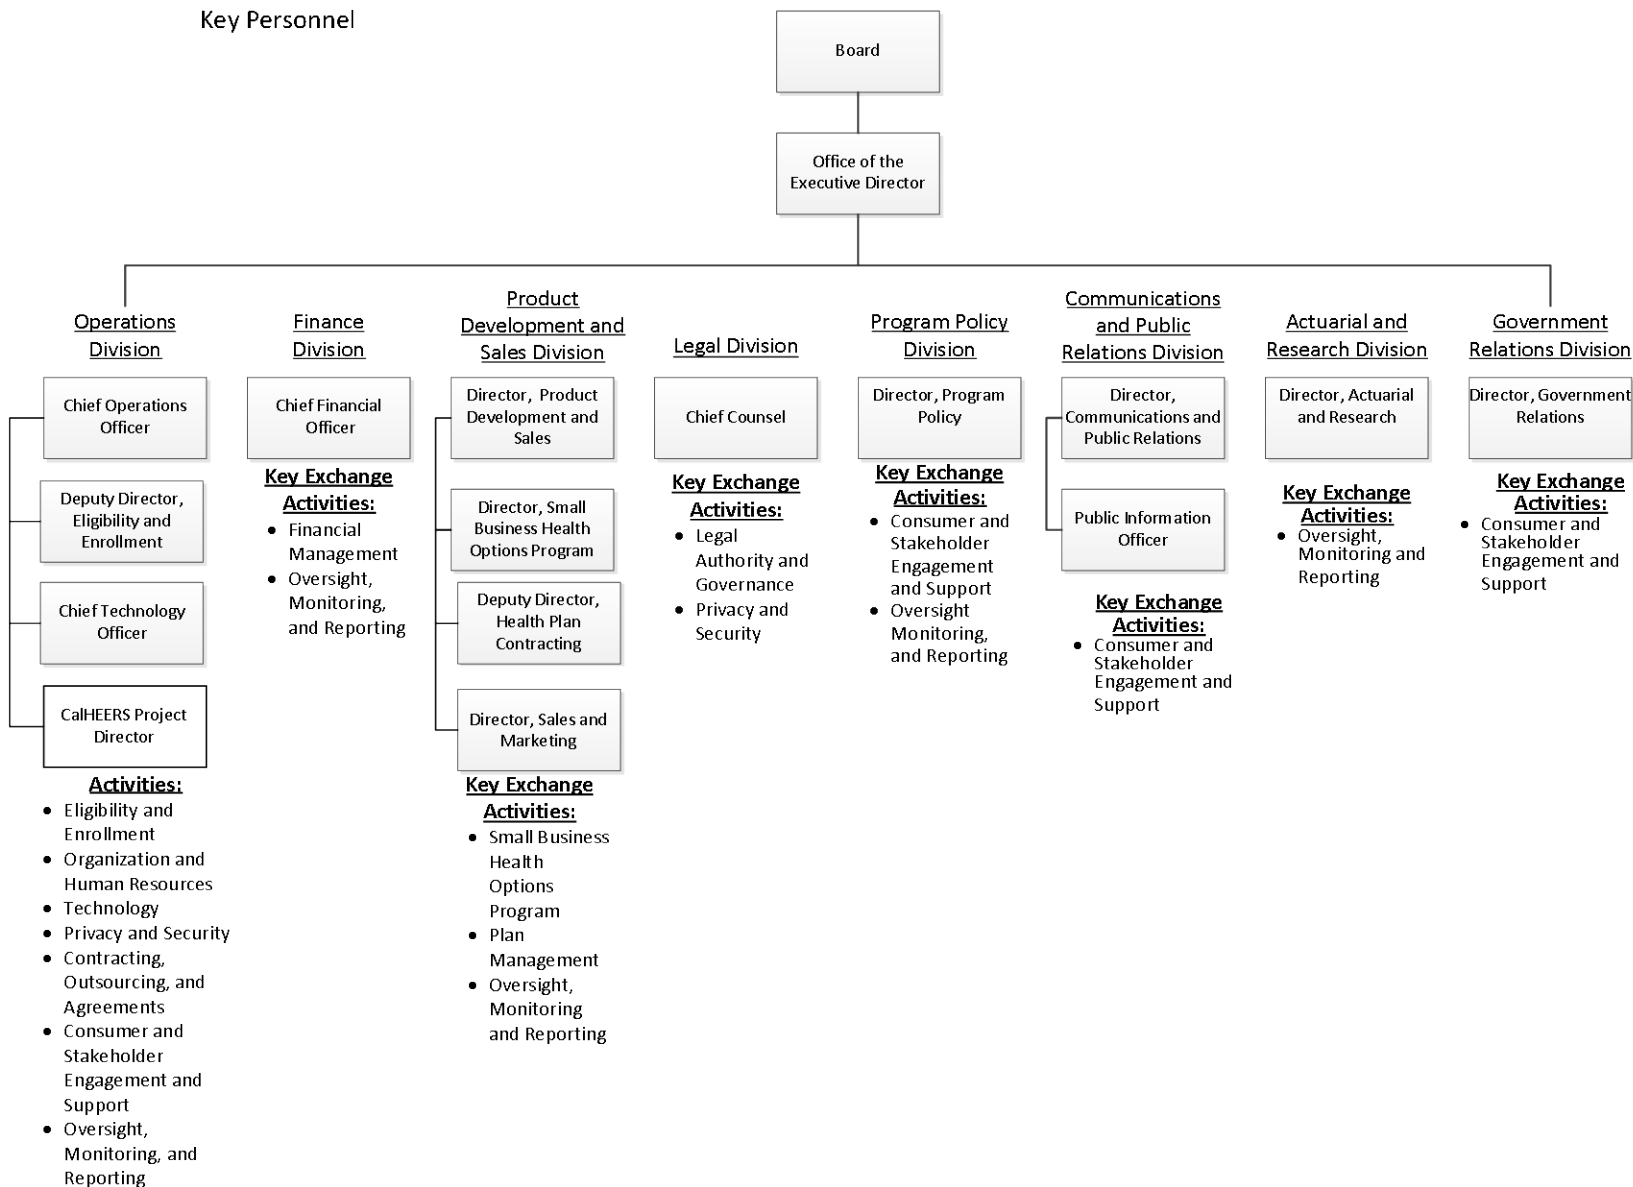 Key Personnel
Board
Office of the
Executive Director
Operations
Division
Chief Operations
Officer
Deputy Director,
Eligibility and
Enrollment
Chief Technology
Officer
CalHEERS Project
Director
Activities:
• Eligibility and
Enrollment
• Organization and
Human Resources
• Technology
• Privacy and Security
• Contracting,
Outsourcing, and
Agreements
• Consumer and
Stakeholder
Engagement and
Support
• Oversight,
Monitoring, and
Reporting
Finance
Division
Chief Financial
Officer
Key Exchange
Activities:
• Financial
Management
• Oversight,
Monitoring,
and Reporting
Product
Development and
Sales Division
Director, Product
Development and
Sales
Director, Small
Business Health
Options Program
Deputy Director,
Health Plan
Contracting
Director, Sales and
Marketing
Key Exchange
Activities:
• Small Business
Health
Options
Program
• Plan
Management
• Oversight,
Monitoring
and Reporting
Legal Division
Chief Counsel
Key Exchange
Activities:
• Legal
Authority and
Governance
• Privacy and
Security
Program Policy
Division
Director, Program
Policy
Key Exchange
Activities:
• Consumer and
Stakeholder
Engagement
and Support
• Oversight
Monitoring,
and Reporting
Communications
and Public
Relations Division
Director,
Communications and
Public Relations
Public Information
Officer
Key Exchange
Activities:
• Consumer and
Stakeholder
Engagement and
Support
Actuarial and
Research Division
Director, Actuarial
and Research
Key Exchange
Activities:
• Oversight,
Monitoring and
Reporting
Government
Relations Division
Director, Government
Relations
Key Exchange
Activities:
• Consumer and
Stakeholder
Engagement and
Support